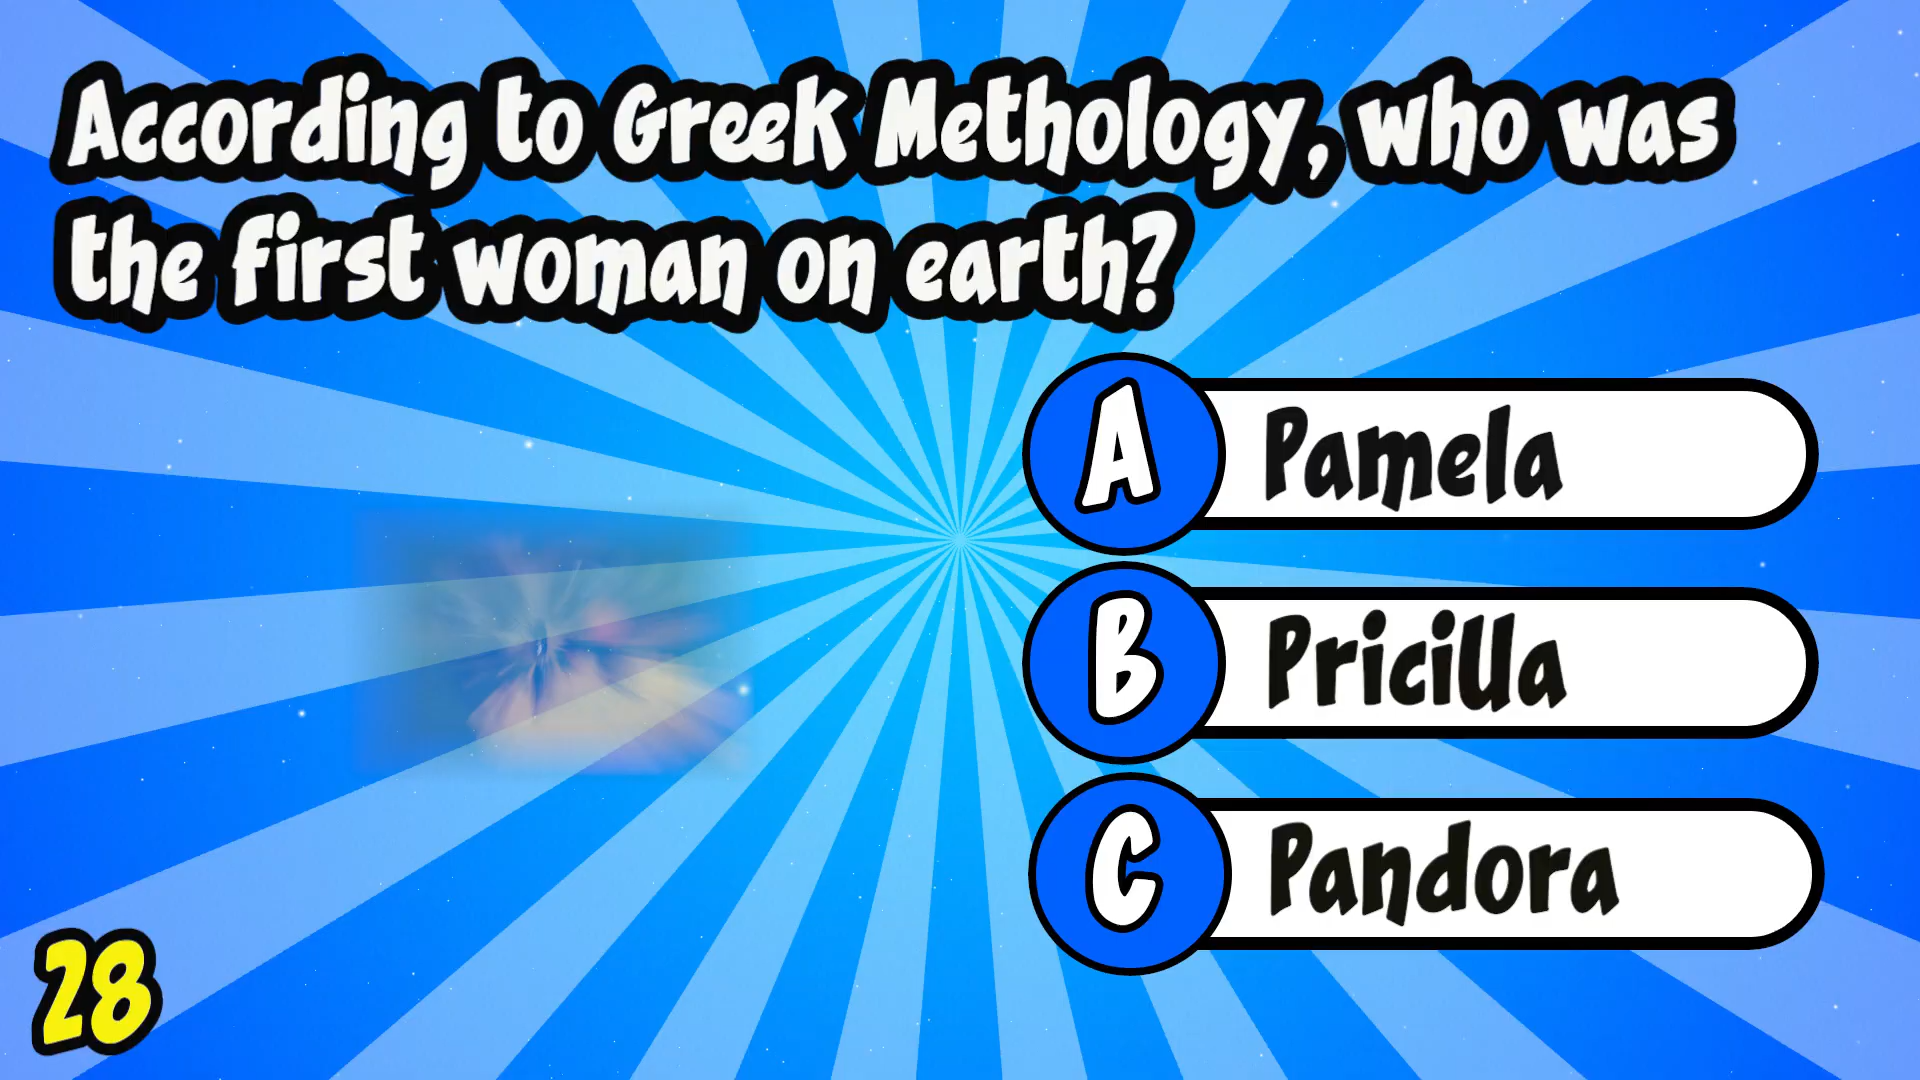 According to Greek Methology, who was
the first woman on earth?
A Pamela
B Pricilla
C Pandora
28